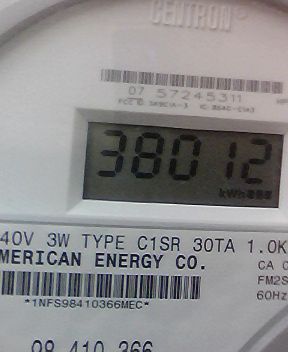 CENTRON®
07 57245311
38012
kWh
40V 3W TYPE C1SR 30TA 1.0K
MERICAN ENERGY CO.
CA 0
FM2S
60Hz
*1NFS98410366MEC*
98 410 366